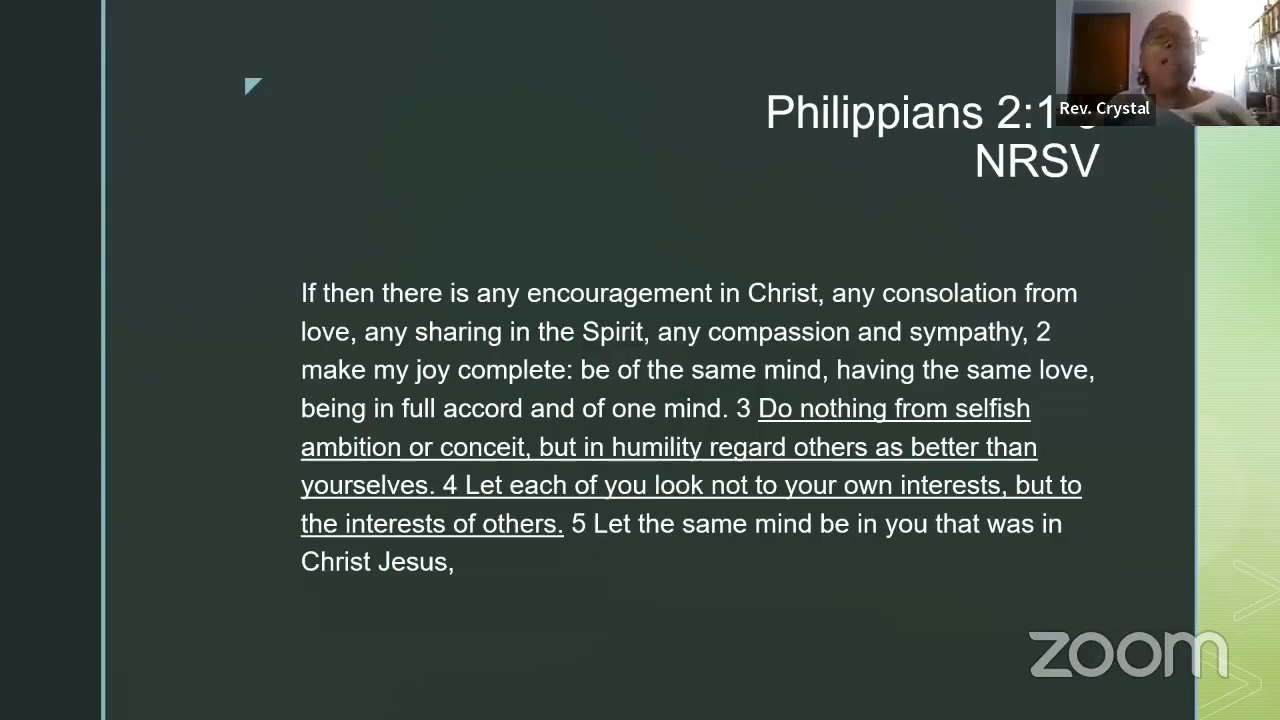 Rev. Crystal
Philippians 2:1
NRSV
If then there is any encouragement in Christ, any consolation from
love, any sharing in the Spirit, any compassion and sympathy, 2
make my joy complete: be of the same mind, having the same love,
being in full accord and of one mind. 3 Do nothing from selfish
ambition or conceit, but in humility regard others as better than
yourselves. 4 Let each of you look not to your own interests, but to
the interests of others. 5 Let the same mind be in you that was in
Christ Jesus,
zoom